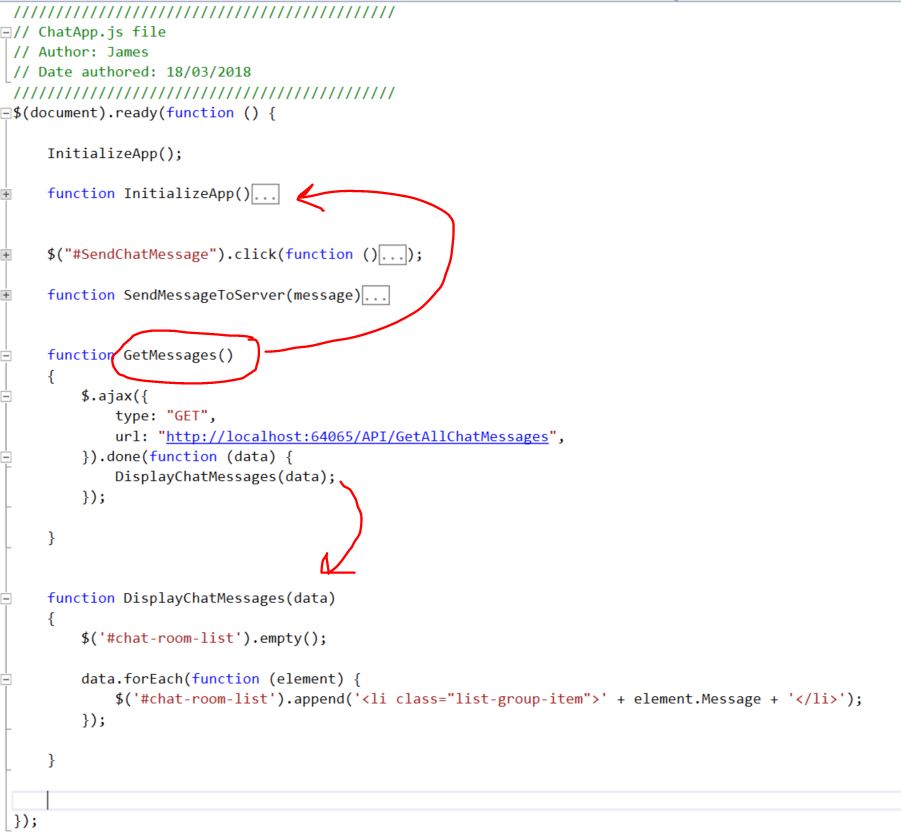 /////////////////////////////////////////////
// ChatApp.js file
// Author: James
// Date authored: 18/03/2018
/////////////////////////////////////////////
$(document).ready(function () {
InitializeApp();
function InitializeApp()...
$("#SendChatMessage").click(function ()...);
function SendMessageToServer(message)...
function GetMessages()
{
$.ajax({
type: "GET",
url: "http://localhost:64065/API/GetAllChatMessages",
}).done(function (data) {
DisplayChatMessages(data);
});
}
function DisplayChatMessages(data)
{
$('#chat-room-list').empty();
data.forEach(function (element) {
$('#chat-room-list').append('<li class="list-group-item">' + element.Message + '</li>');
});
}
});